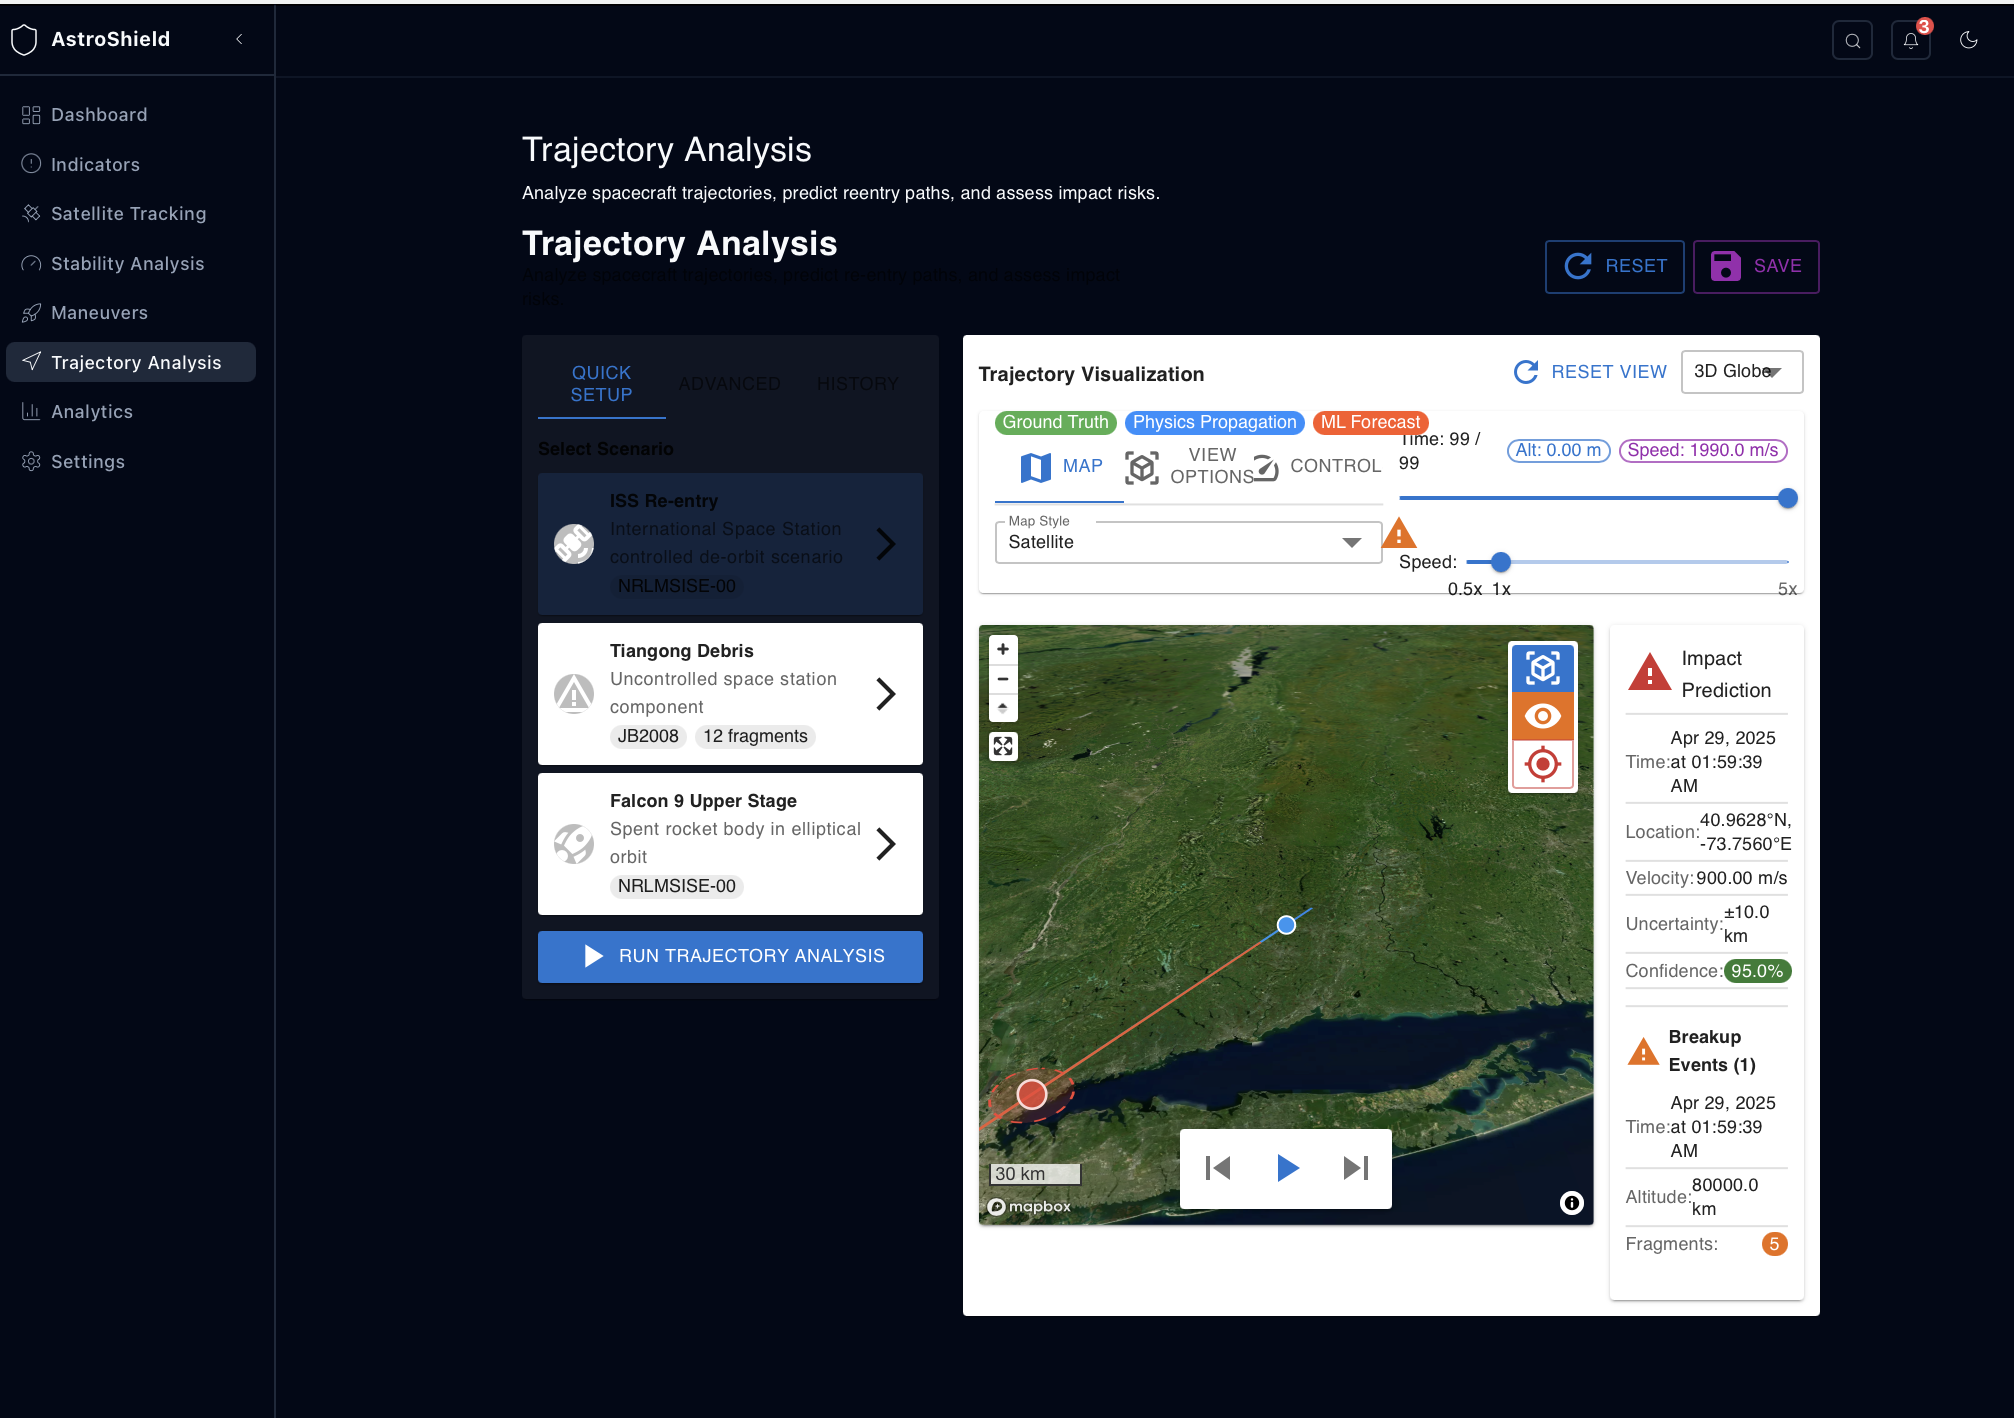 AstroShield
3
Dashboard
Indicators
Satellite Tracking
Stability Analysis
Maneuvers
Trajectory Analysis
Analytics
Settings
Trajectory Analysis
Analyze spacecraft trajectories, predict reentry paths, and assess impact risks.
Trajectory Analysis
Analyze spacecraft trajectories, predict re-entry paths, and assess impact
risks.
RESET
SAVE
QUICK
SETUP
ADVANCED
HISTORY
Select Scenario
ISS Re-entry
International Space Station
controlled de-orbit scenario
NRLMSISE-00
Tiangong Debris
Uncontrolled space station
component
JB2008
12 fragments
Falcon 9 Upper Stage
Spent rocket body in elliptical
orbit
NRLMSISE-00
RUN TRAJECTORY ANALYSIS
Trajectory Visualization
RESET VIEW
3D Globe
Ground Truth
Physics Propagation
ML Forecast
MAP
VIEW
OPTIONS
CONTROL
Map Style
Satellite
Time: 99 /
99
Alt: 0.00 m
Speed: 1990.0 m/s
Speed:
0.5x
1x
5x
30 km
mapbox
Impact
Prediction
Time:
Apr 29, 2025
at 01:59:39
AM
Location:
40.9628°N,
-73.7560°E
Velocity:
900.00 m/s
Uncertainty:
±10.0
km
Confidence:
95.0%
Breakup
Events (1)
Time:
Apr 29, 2025
at 01:59:39
AM
Altitude:
80000.0
km
Fragments:
5